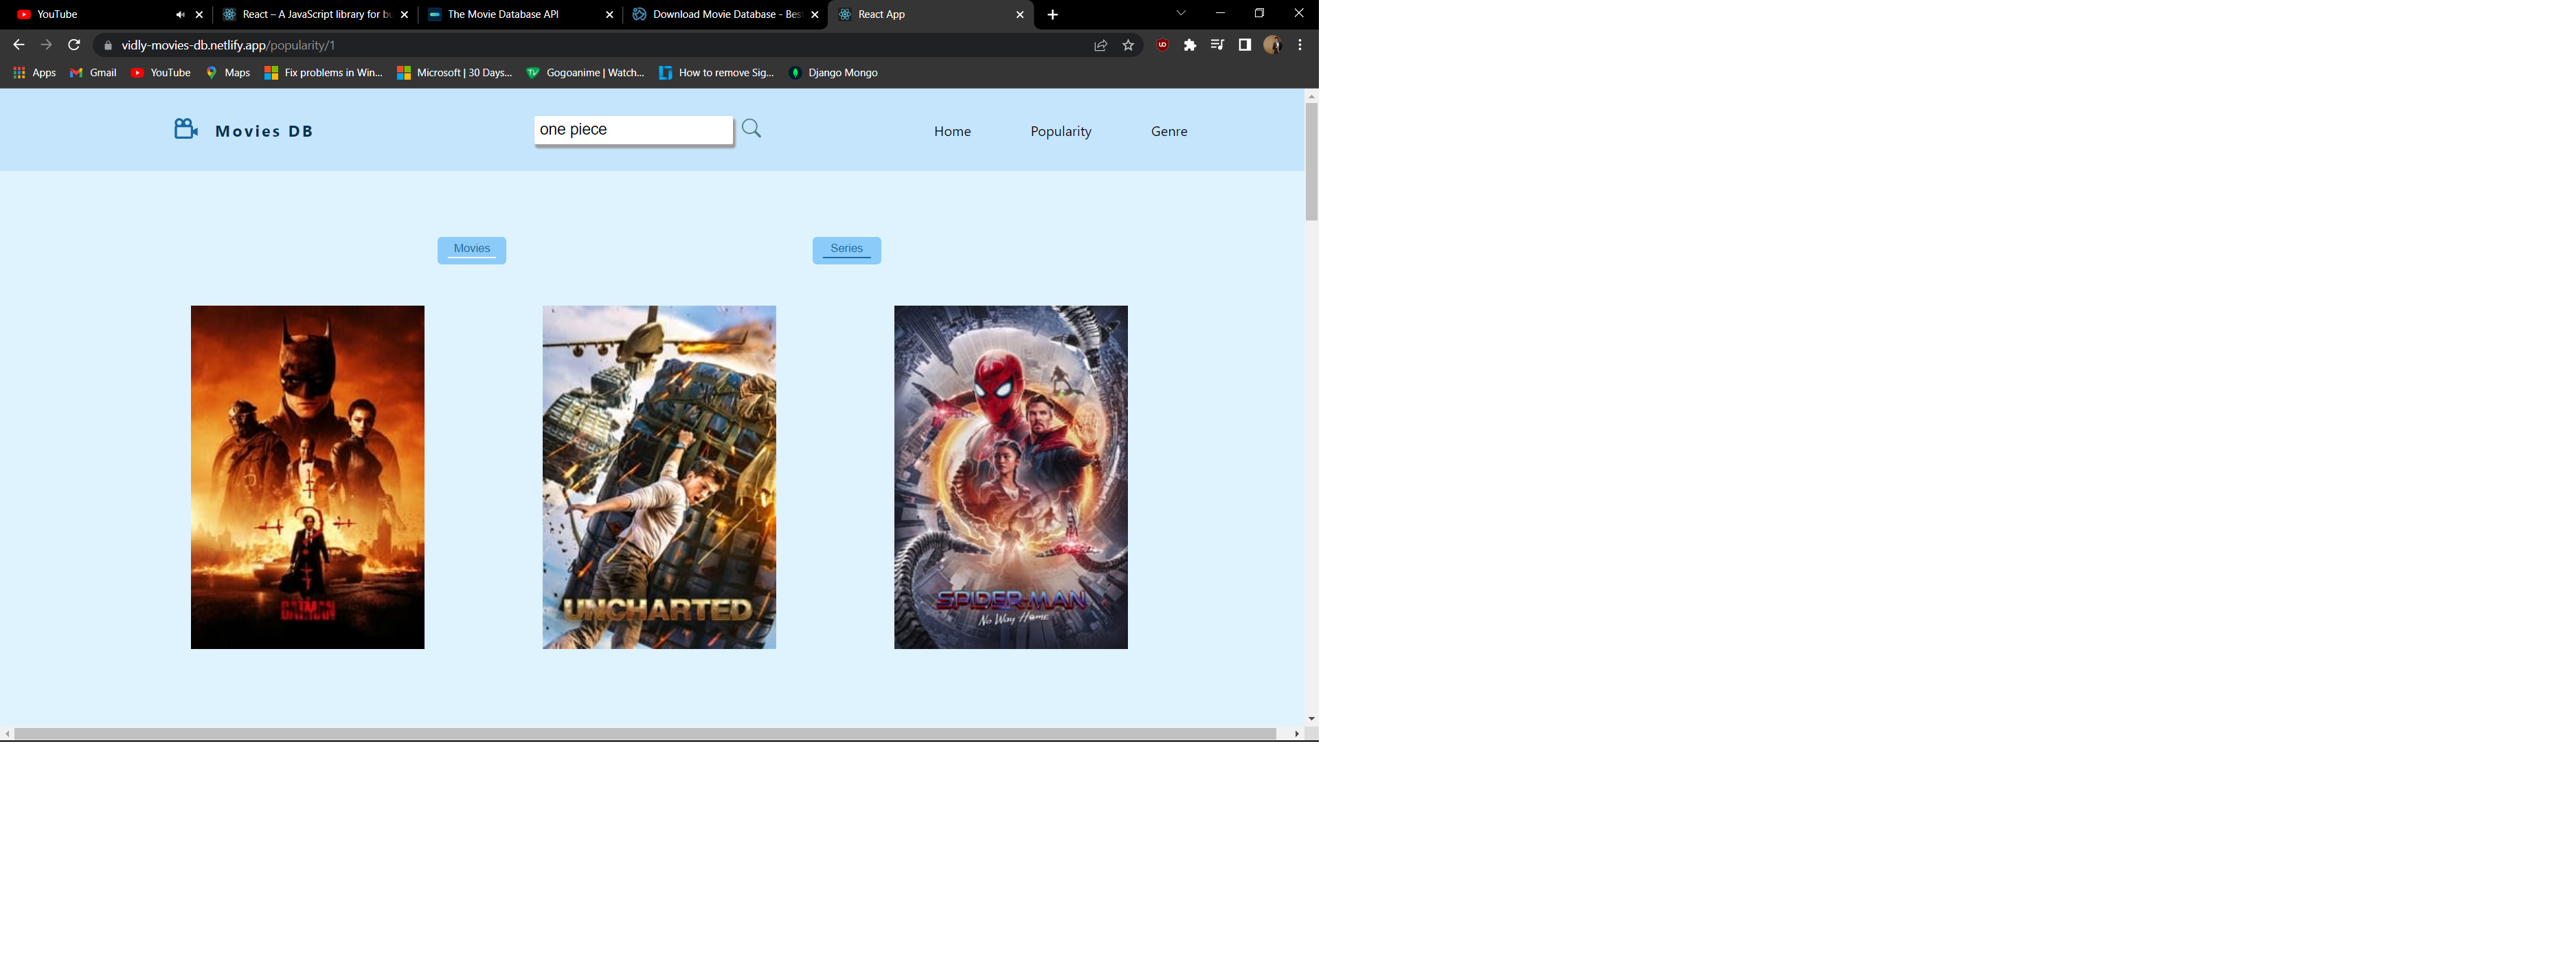 YouTube
React – A JavaScript library for bu
The Movie Database API
Download Movie Database - Bes
React App
vidly-movies-db.netlify.app/popularity/1
Apps
Gmail
YouTube
Maps
Fix problems in Win...
Microsoft | 30 Days...
Gogoanime | Watch...
How to remove Sig...
Django Mongo
Movies DB
one piece
Home
Popularity
Genre
Movies
Series
BATMAN
UNCHARTED
SPIDER-MAN
No Way Home